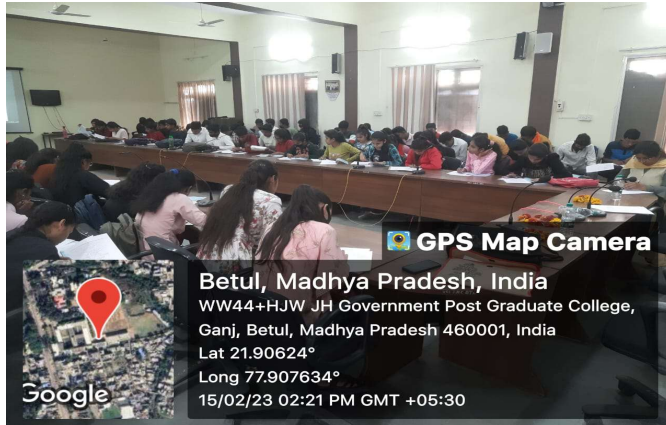 GPS Map Camera
Betul, Madhya Pradesh, India
WW44+HJW JH Government Post Graduate College,
Ganj, Betul, Madhya Pradesh 460001, India
Lat 21.90624°
Long 77.907634°
15/02/23 02:21 PM GMT +05:30
Google